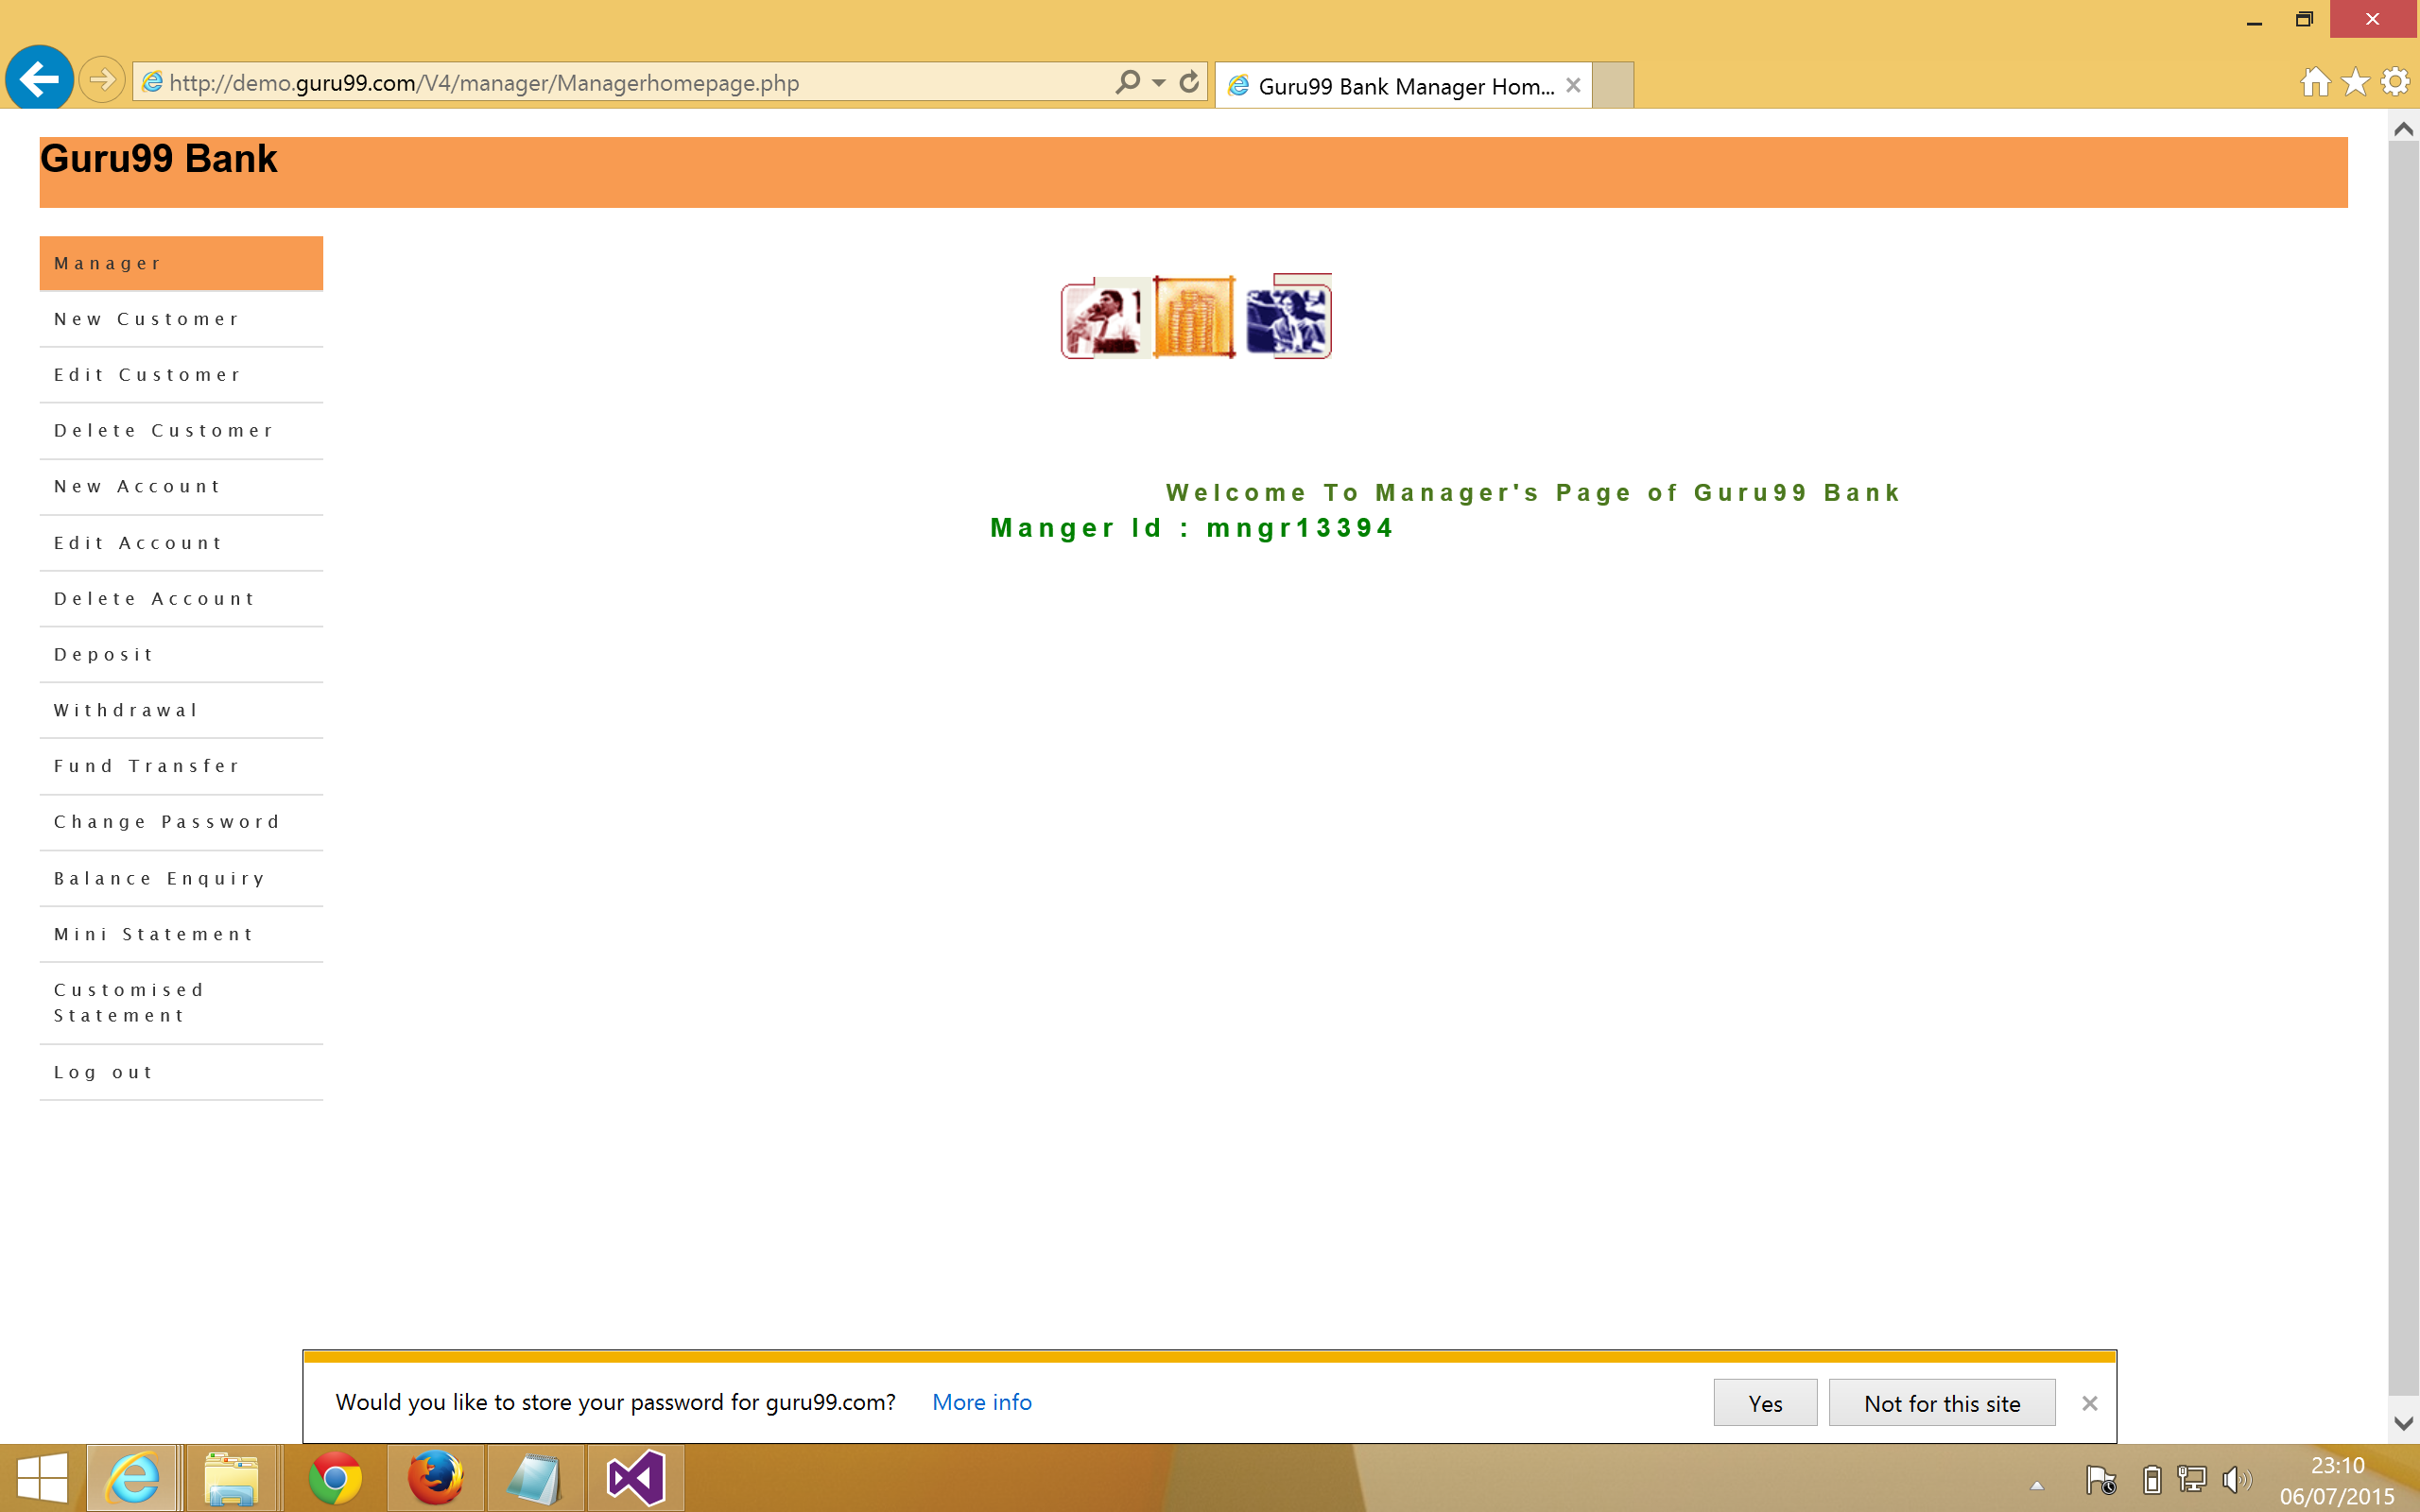 http://demo.guru99.com/V4/manager/Managerhomepage.php
Guru99 Bank Manager Hom...
Guru99 Bank
Manager
New Customer
Edit Customer
Delete Customer
New Account
Edit Account
Delete Account
Deposit
Withdrawal
Fund Transfer
Change Password
Balance Enquiry
Mini Statement
Customised
Statement
Log out
Welcome To Manager's Page of Guru99 Bank
Manger Id : mngr13394
Would you like to store your password for guru99.com? More info
Yes
Not for this site
23:10
06/07/2015